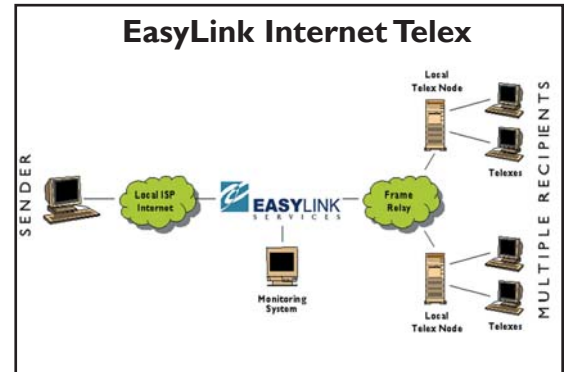 EasyLink Internet Telex
SENDER
Local ISP
Internet
EASYLINK
SERVICES
Monitoring
System
Frame
Relay
Local
Telex Node
Telexes
Local
Telex Node
Telexes
MULTIPLE RECIPIENTS